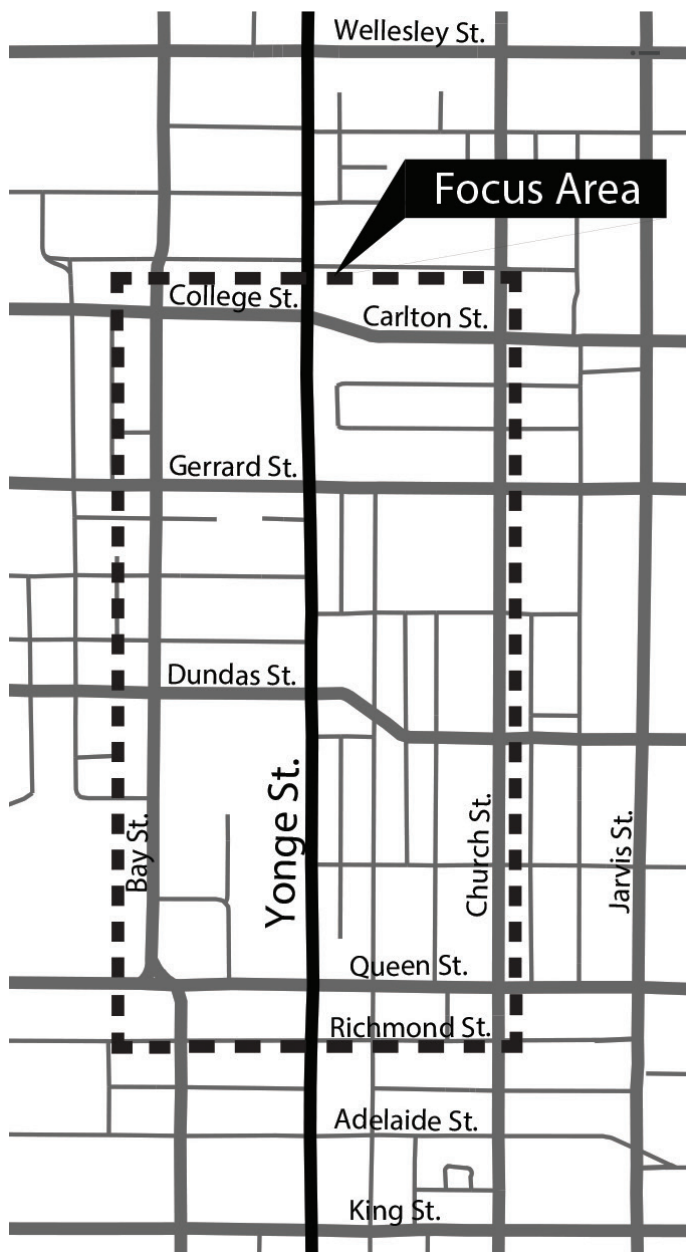 Wellesley St.
Focus Area
College St.
Carlton St.
Gerrard St.
Dundas St.
Yonge St.
Bay St.
Church St.
Jarvis St.
Queen St.
Richmond St.
Adelaide St.
King St.